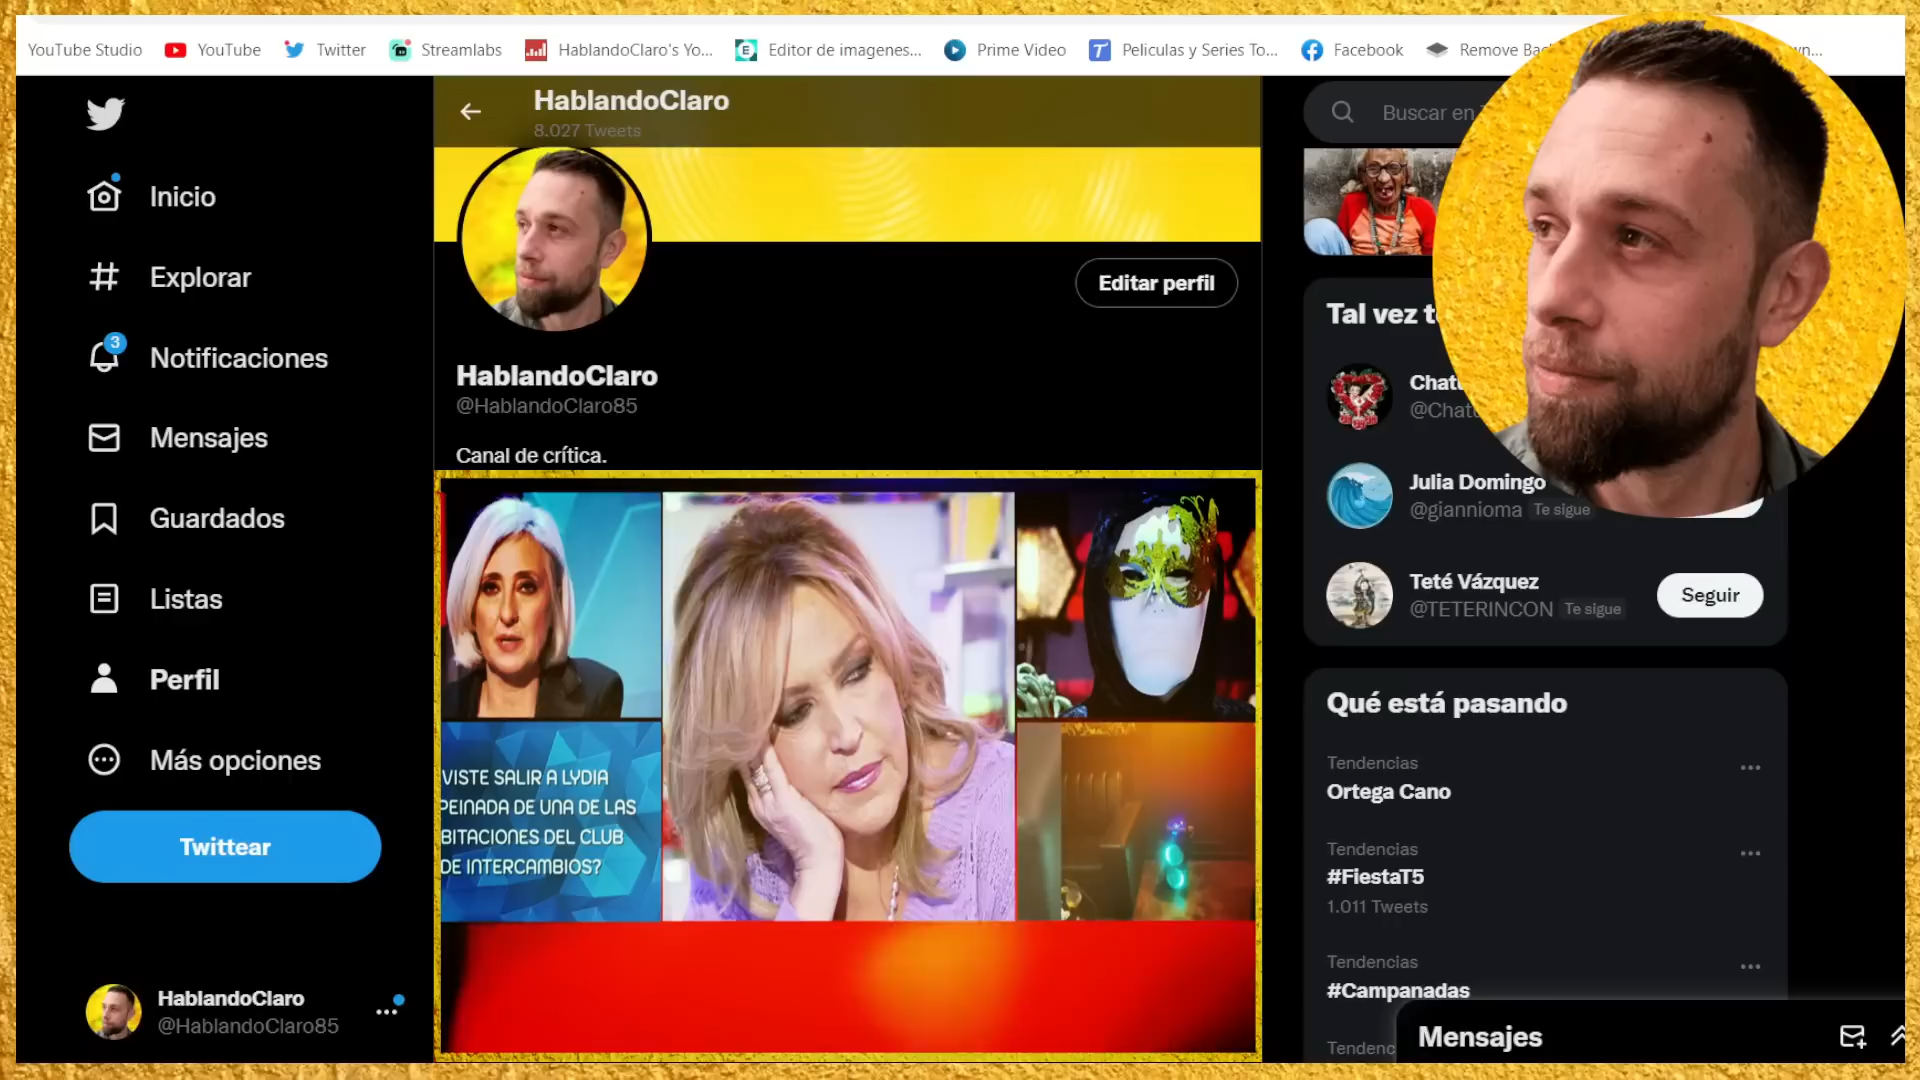 YouTube Studio
YouTube
Twitter
Streamlabs
HablandoClaro's Yo...
Editor de imagenes...
Prime Video
Peliculas y Series To...
Facebook
Remove
HablandoClaro
8.027 Tweets
Buscar en
Inicio
Explorar
3
Notificaciones
Mensajes
Guardados
Listas
Perfil
Más opciones
Twittear
HablandoClaro
@HablandoClaro85
Editar perfil
HablandoClaro
@HablandoClaro85
Canal de crítica.
VISTE SALIR A LYDIA
PEINADA DE UNA DE LAS
BITACIONES DEL CLUB
DE INTERCAMBIOS?
Tal vez
Julia Domingo
@giannioma Te sigue
Teté Vázquez
@TETERINCON Te sigue
Seguir
Qué está pasando
Tendencias
Ortega Cano
Tendencias
#FiestaT5
1.011 Tweets
Tendencias
#Campanadas
Mensajes